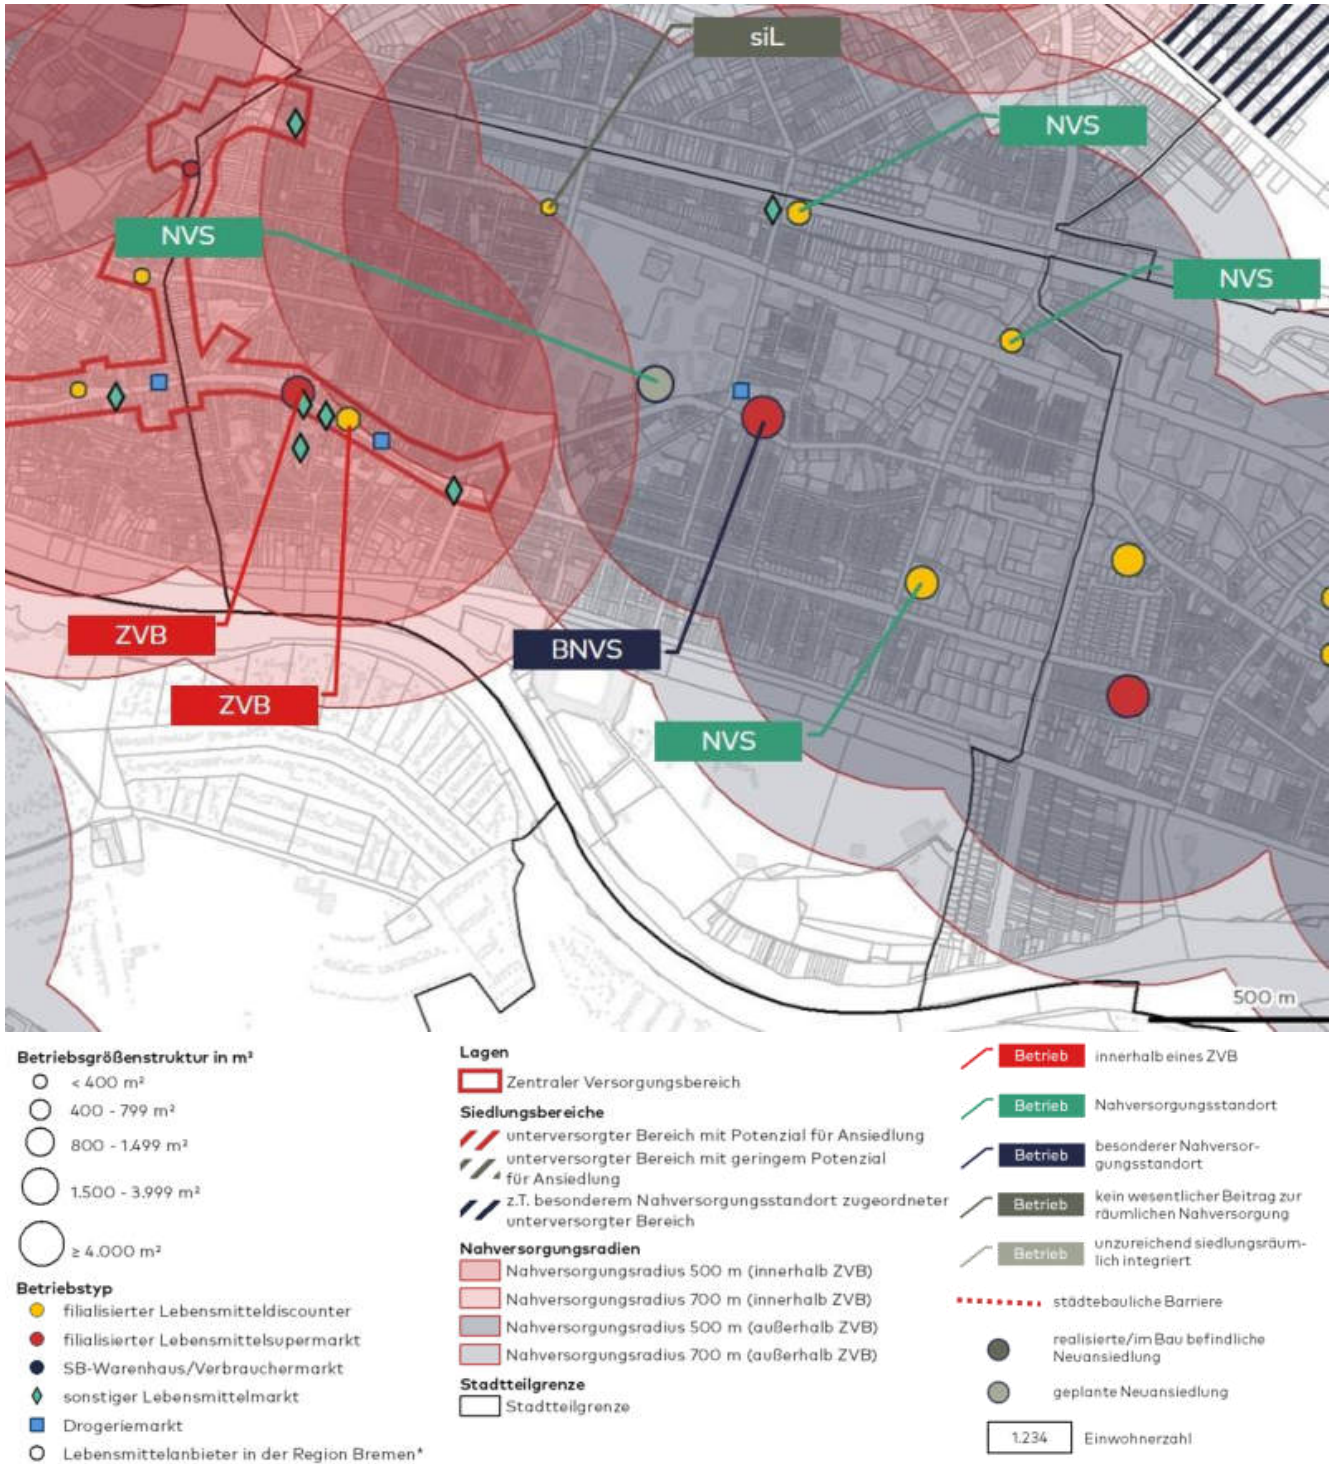 siL
NVS
NVS
NVS
ZVB
ZVB
BNVS
NVS
500 m
Betriebsgrößenstruktur in m²
< 400 m²
400 - 799 m²
800 - 1.499 m²
1.500 - 3.999 m²
≥ 4.000 m²
Betriebstyp
filialisierter Lebensmitteldiscounter
filialisierter Lebensmittelsupermarkt
SB-Warenhaus/Verbrauchermarkt
sonstiger Lebensmittelmarkt
Drogeriemarkt
Lebensmittelanbieter in der Region Bremen*
Lagen
Zentraler Versorgungsbereich
Siedlungsbereiche
unterversorgter Bereich mit Potenzial für Ansiedlung
unterversorgter Bereich mit geringem Potenzial
für Ansiedlung
z.T. besonderem Nahversorgungsstandort zugeordneter
unterversorgter Bereich
Nahversorgungsradien
Nahversorgungsradius 500 m (innerhalb ZVB)
Nahversorgungsradius 700 m (innerhalb ZVB)
Nahversorgungsradius 500 m (außerhalb ZVB)
Nahversorgungsradius 700 m (außerhalb ZVB)
Stadtteilgrenze
Stadtteilgrenze
Betrieb innerhalb eines ZVB
Betrieb Nahversorgungsstandort
Betrieb besonderer Nahversor-
gungsstandort
Betrieb kein wesentlicher Beitrag zur
räumlichen Nahversorgung
Betrieb unzureichend siedlungsräum-
lich integriert
städtebauliche Barriere
realisierte/im Bau befindliche
Neuansiedlung
geplante Neuansiedlung
1.234 Einwohnerzahl